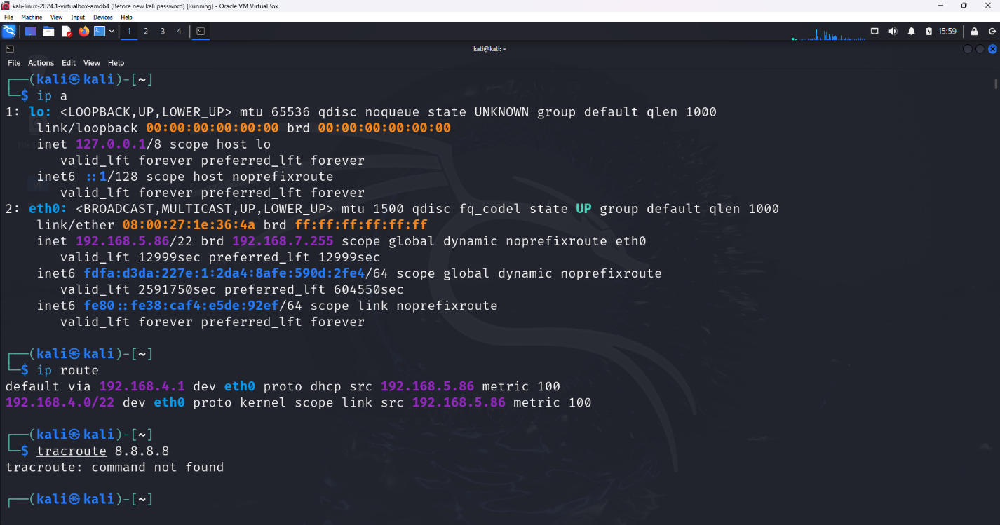 kali-linux-2024.1-virtualbox-amd64 (Before new kali password) [Running] - Oracle VM VirtualBox
File Machine View Input Devices Help
1 2 3 4 15:59
kali@kali: ~
File Actions Edit View Help
┌──(kali㉿kali)-[~]
└─$ ip a
1: lo: <LOOPBACK,UP,LOWER_UP> mtu 65536 qdisc noqueue state UNKNOWN group default qlen 1000
link/loopback 00:00:00:00:00:00 brd 00:00:00:00:00:00
inet 127.0.0.1/8 scope host lo
valid_lft forever preferred_lft forever
inet6 ::1/128 scope host noprefixroute
valid_lft forever preferred_lft forever
2: eth0: <BROADCAST,MULTICAST,UP,LOWER_UP> mtu 1500 qdisc fq_codel state UP group default qlen 1000
link/ether 08:00:27:1e:36:4a brd ff:ff:ff:ff:ff:ff
inet 192.168.5.86/22 brd 192.168.7.255 scope global dynamic noprefixroute eth0
valid_lft 12999sec preferred_lft 12999sec
inet6 fdfa:d3da:227e:1:2da4:8afe:590d:2fe4/64 scope global dynamic noprefixroute
valid_lft 2591750sec preferred_lft 604550sec
inet6 fe80::fe38:caf4:e5de:92ef/64 scope link noprefixroute
valid_lft forever preferred_lft forever
┌──(kali㉿kali)-[~]
└─$ ip route
default via 192.168.4.1 dev eth0 proto dhcp src 192.168.5.86 metric 100
192.168.4.0/22 dev eth0 proto kernel scope link src 192.168.5.86 metric 100
┌──(kali㉿kali)-[~]
└─$ tracroute 8.8.8.8
tracroute: command not found
┌──(kali㉿kali)-[~]